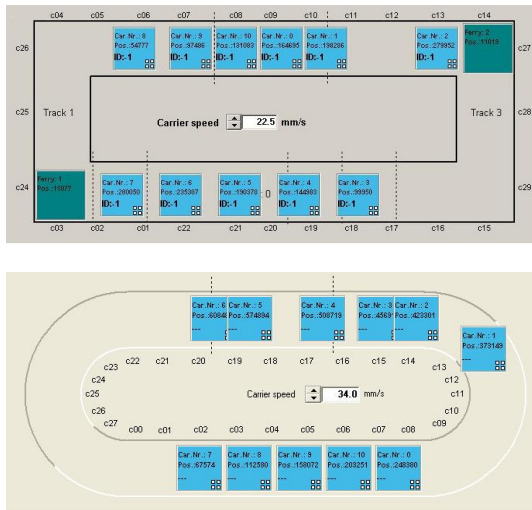 c04 c05 c06 c07 c08 c09 c10 c11 c12 c13 c14
Car.Nr.: 8 Car.Nr.: 9 Car.Nr.: 10 Car.Nr.: 0 Car.Nr.: 1 Car.Nr.: 2 Ferry: 2
Pos.:54777 Pos.:97486 Pos.:131083 Pos.:164695 Pos.:198286 Pos.:279952 Pos.:11019
ID:-1 ID:-1 ID:-1 ID:-1 ID:-1 ID:-1
c26 c27
c25 Track 1 Carrier speed 22.5 mm/s Track 3 c28
Ferry: 1 Car.Nr.: 7 Car.Nr.: 6 Car.Nr.: 5 Car.Nr.: 4 Car.Nr.: 3
Pos.:280050 Pos.:235387 Pos.:190378 0 Pos.:144983 Pos.:99950
c24 ID:-1 ID:-1 ID:-1 ID:-1 ID:-1 c29
c03 c02 c01 c22 c21 c20 c19 c18 c17 c16 c15
Car.Nr.: 6 Car.Nr.: 5 Car.Nr.: 4 Car.Nr.: 3 Car.Nr.: 2
Pos.:574894 Pos.:508719 Pos.:423301
--- --- --- --- ---
Car.Nr.: 1
Pos.:373149
---
c23 c22 c21 c20 c19 c18 c17 c16 c15 c14 c13
c24 c12
c25 Carrier speed 34.0 mm/s c11
c26 c10
c27 c00 c01 c02 c03 c04 c05 c06 c07 c08 c09
Car.Nr.: 7 Car.Nr.: 8 Car.Nr.: 9 Car.Nr.: 10 Car.Nr.: 0
Pos.:67574 Pos.:112580 Pos.:158072 Pos.:203251 Pos.:248380
--- --- --- --- ---